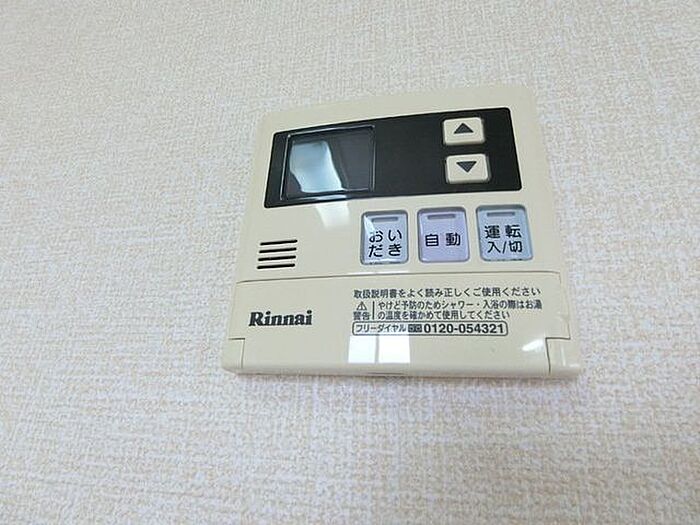 ▲
▼
おい
だき
自動
運転
入/切
取扱説明書をよく読み正しくご使用ください
⚠警告 やけど予防のためシャワー・入浴の際はお湯
の温度を確かめて使用してください
Rinnai
フリーダイヤル 0120-054321